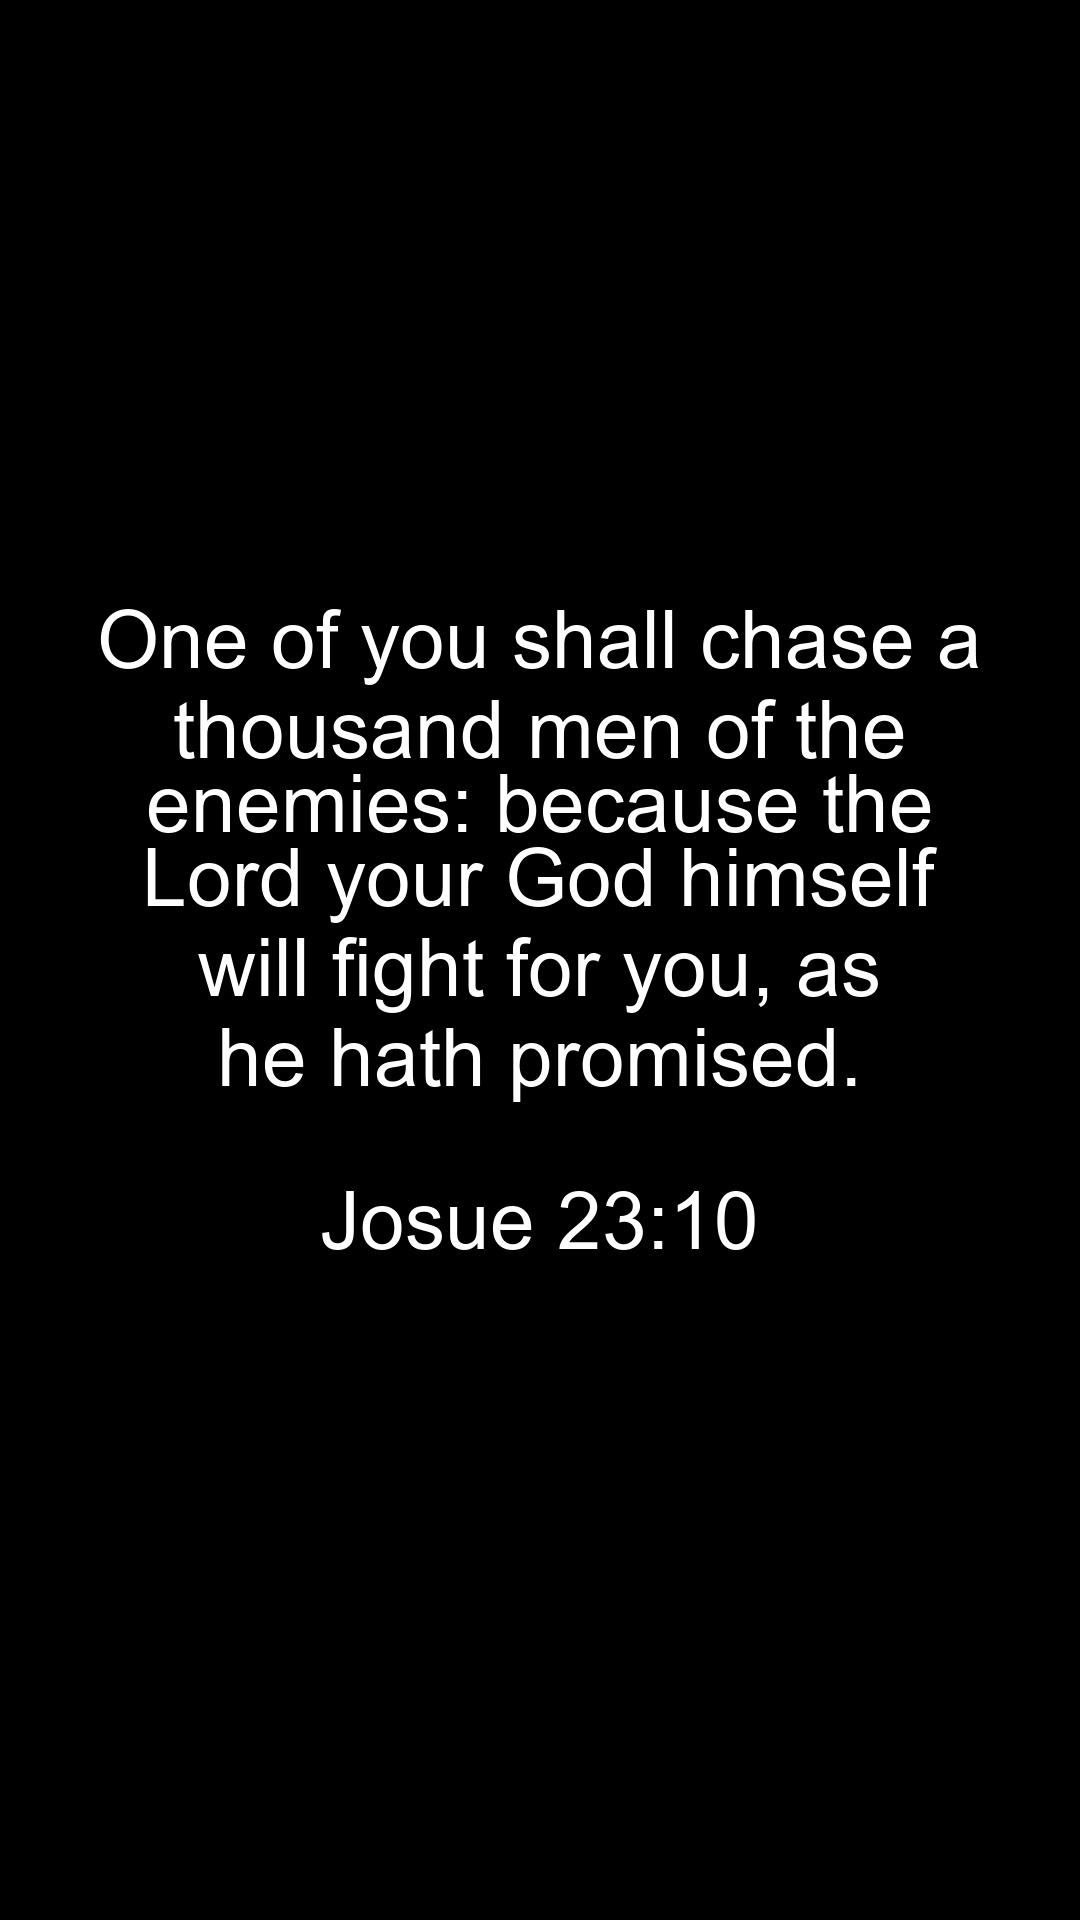 One of you shall chase a
thousand men of the
enemies: because the
Lord your God himself
will fight for you, as
he hath promised.
Josue 23:10